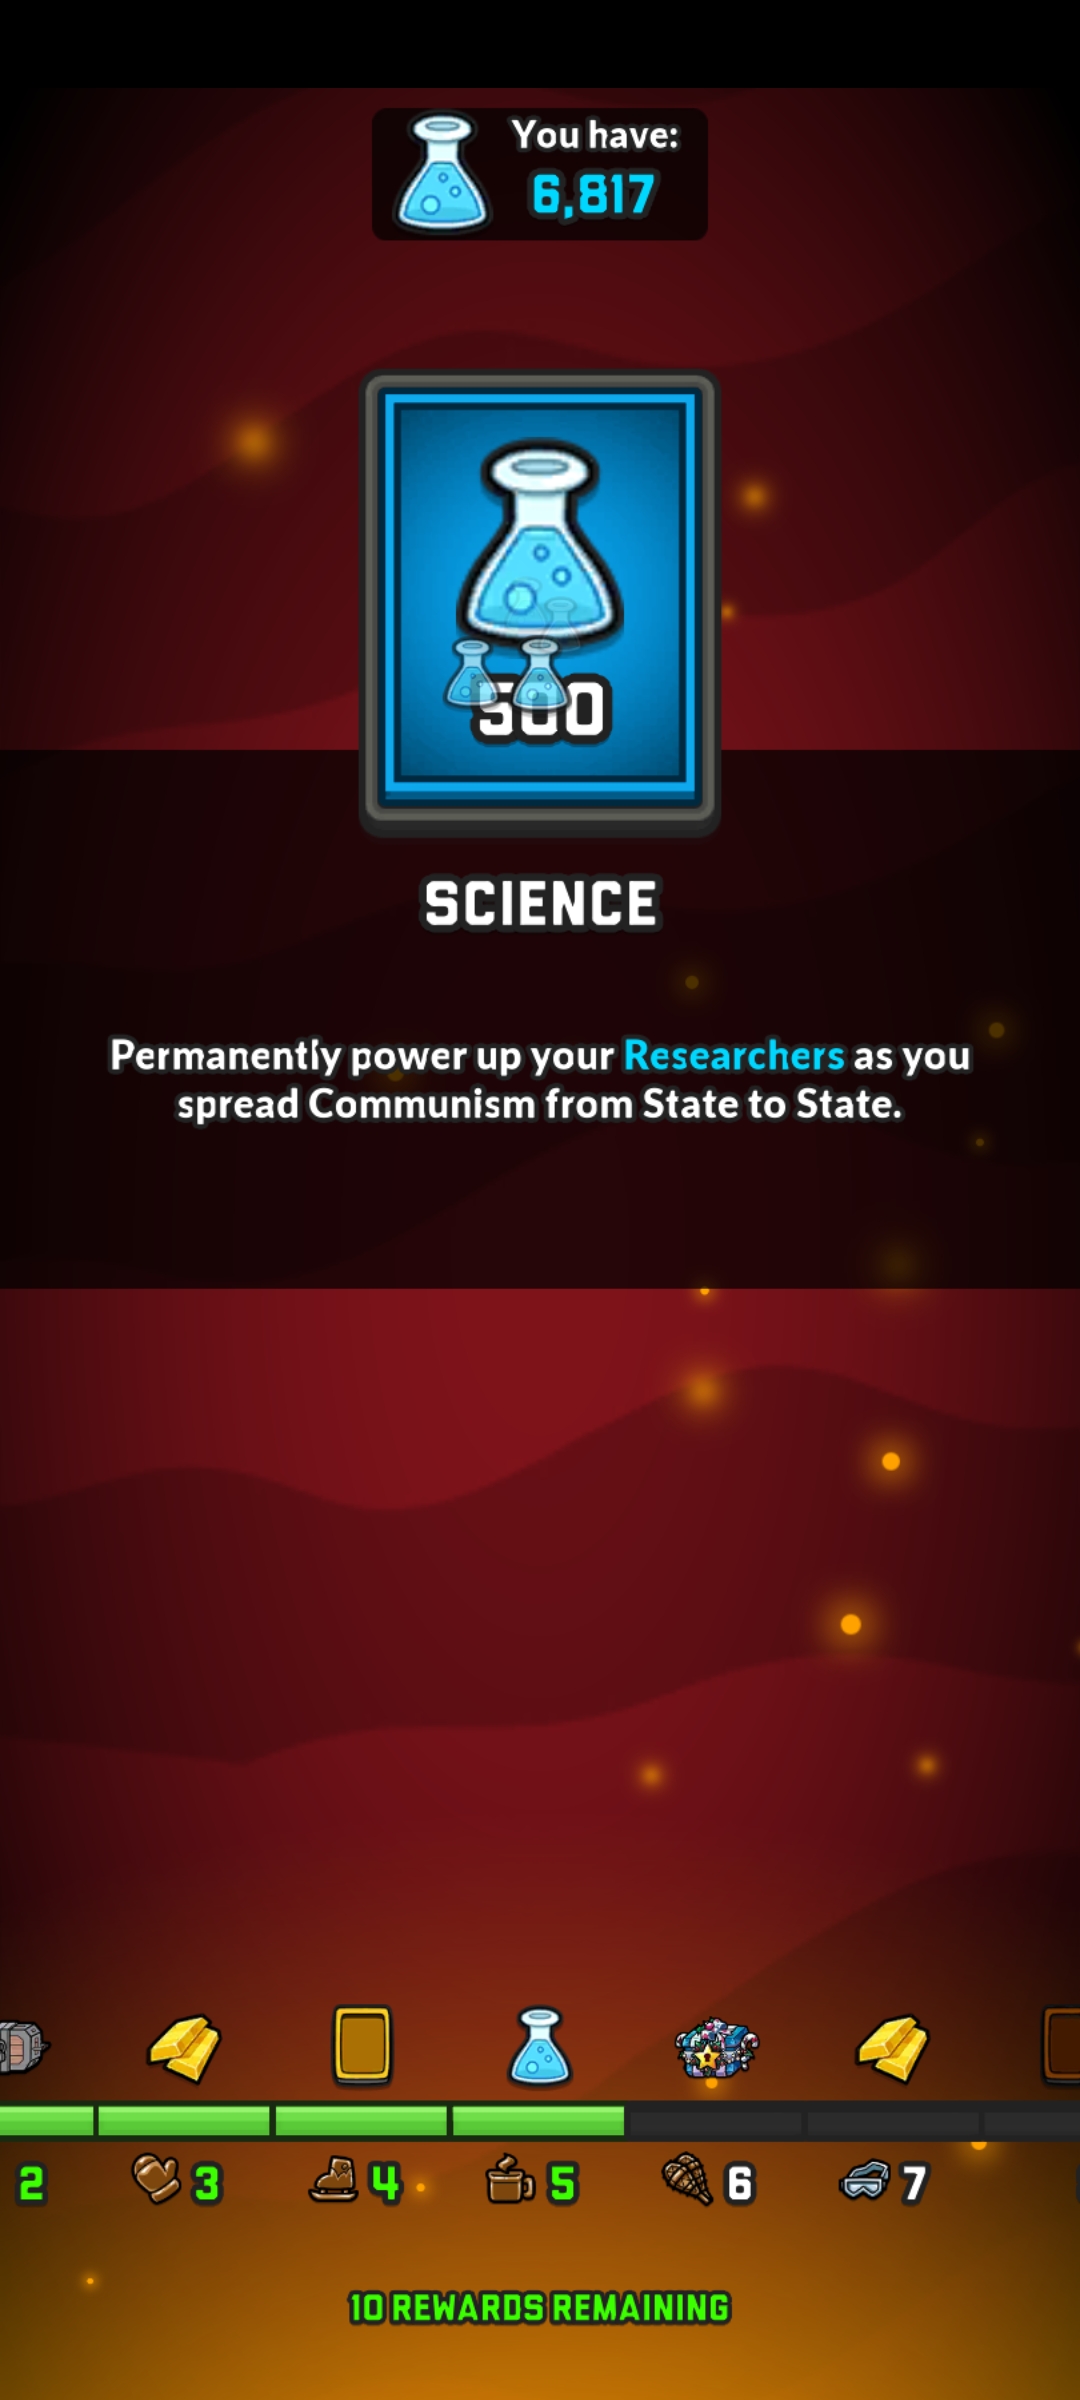 You have:
6,817
500
SCIENCE
Permanently power up your Researchers as you
spread Communism from State to State.
2 3 4 5 6 7
10 REWARDS REMAINING